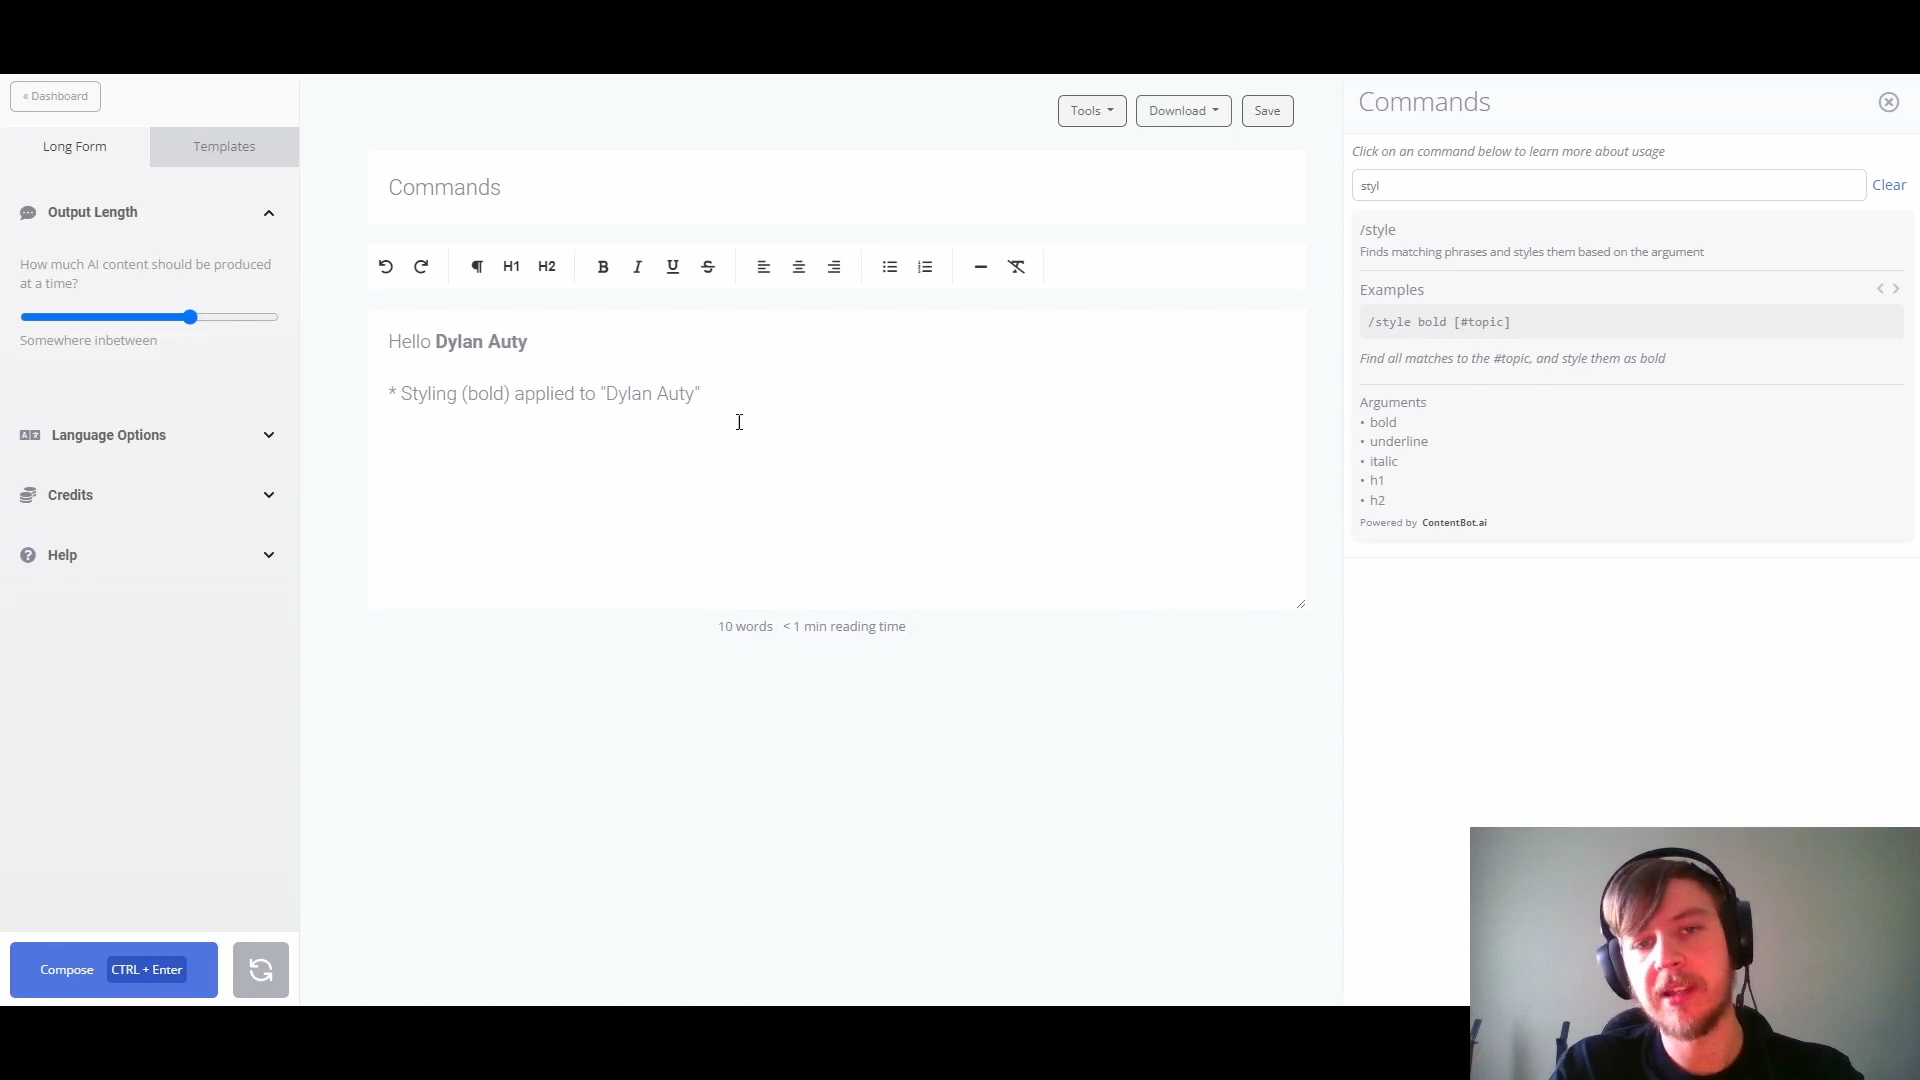 « Dashboard
Long Form
Templates
Output Length
How much AI content should be produced
at a time?
Somewhere inbetween
Language Options
Credits
Help
Compose CTRL + Enter
Tools
Download
Save
Commands
H1 H2 B I U S
Hello Dylan Auty
* Styling (bold) applied to "Dylan Auty"
10 words < 1 min reading time
Commands
Click on an command below to learn more about usage
styl
Clear
/style
Finds matching phrases and styles them based on the argument
Examples
/style bold [#topic]
Find all matches to the #topic, and style them as bold
Arguments
• bold
• underline
• italic
• h1
• h2
Powered by ContentBot.ai